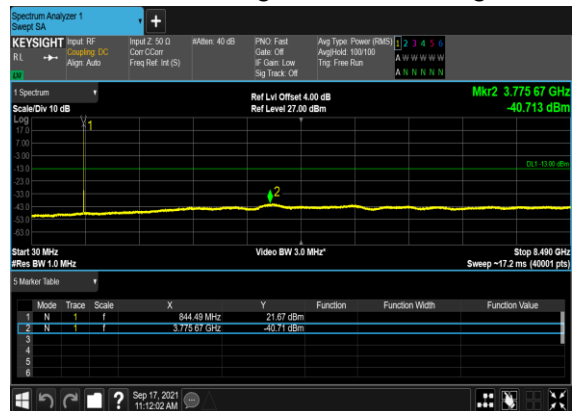 Spectrum Analyzer 1
Swept SA
+
KEYSIGHT Input: RF Input Z: 50 Ω #Atten: 40 dB PNO: Fast Avg Type: Power (RMS) 1 2 3 4 5 6
RL Coupling: DC Corr CCorr Gate: Off Avg|Hold: 100/100 A W W W W W
Align: Auto Freq Ref: Int (S) IF Gain: Low Trig: Free Run
Sig Track: Off A N N N N N
1 Spectrum Ref Lvl Offset 4.00 dB Mkr2 3.775 67 GHz
Scale/Div 10 dB Ref Level 27.00 dBm -40.713 dBm
Log
17.0 1
7.00
-3.00
-13.0 DL1 -13.00 dBm
-23.0
-33.0 2
-43.0
-53.0
-63.0
Start 30 MHz Video BW 3.0 MHz* Stop 8.490 GHz
#Res BW 1.0 MHz Sweep ~17.2 ms (40001 pts)
5 Marker Table
Mode Trace Scale X Y Function Function Width Function Value
1 N 1 f 844.49 MHz 21.67 dBm
2 N 1 f 3.775 67 GHz -40.71 dBm
3
4
5
6
? Sep 17, 2021
11:12:02 AM